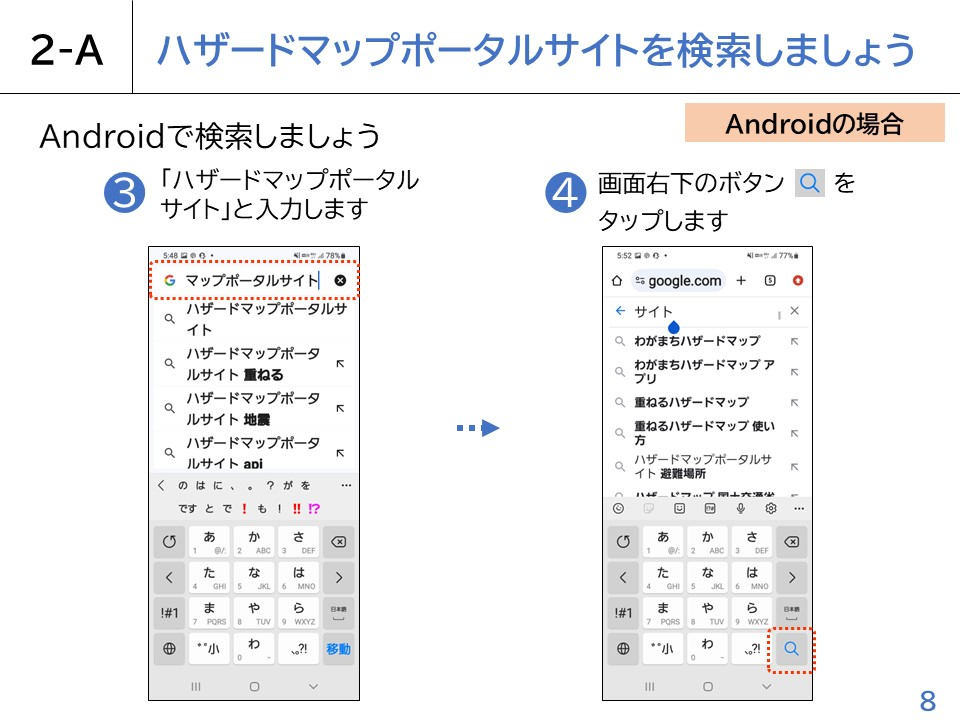 2-A
ハザードマップポータルサイトを検索しましょう
Androidで検索しましょう
Androidの場合
3
「ハザードマップポータル
サイト」と入力します
4
画面右下のボタン を
タップします
5:48
78%
マップポータルサイト
ハザードマップポータルサ
イト
ハザードマップポータ
ルサイト 重ねる
ハザードマップポータ
ルサイト 地震
ハザードマップポータ
ルサイト api
の は に 、 。 ? が を …
です と で ! も ! !! !?
あ か さ
1 @/: 2 ABC 3 DEF
た な は
4 GHI 5 JKL 6 MNO
!#1 ま や ら 日本語
7 PQRS 8 TUV 9 WXYZ
゛゜小 わ 、。?! 移動
0 -
5:52
77%
google.com
5
サイト
わがまちハザードマップ
わがまちハザードマップ ア
プリ
重ねるハザードマップ
重ねるハザードマップ 使い
方
ハザードマップポータルサ
イト 避難場所
ハザードマップ 国土交通省
あ か さ
1 @/: 2 ABC 3 DEF
た な は
4 GHI 5 JKL 6 MNO
!#1 ま や ら 日本語
7 PQRS 8 TUV 9 WXYZ
゛゜小 わ 、。?!
0 -
8